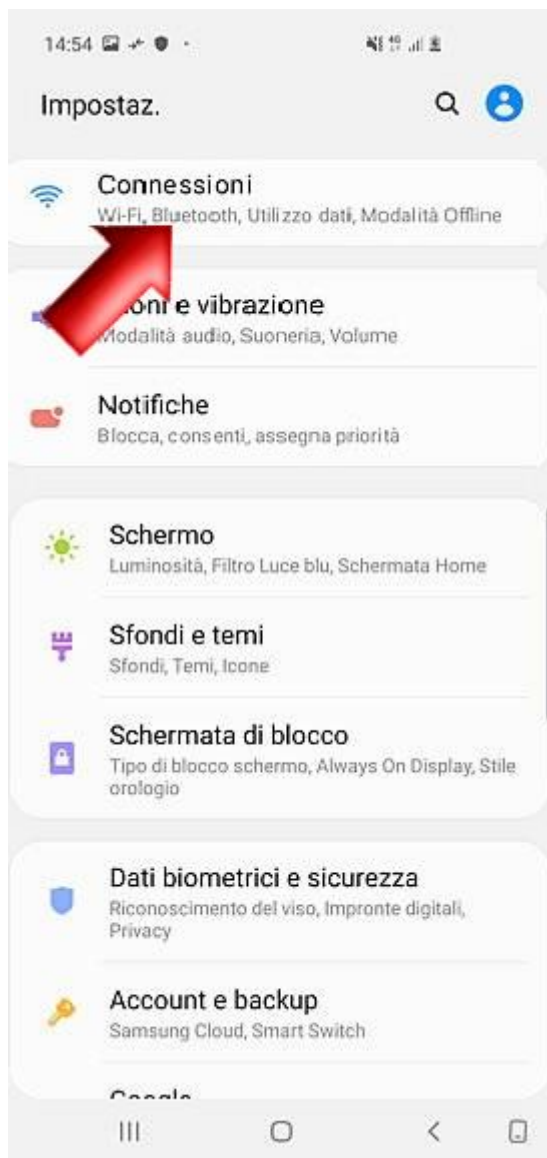 14:54
Impostaz.
Connessioni
Wi-Fi, Bluetooth, Utilizzo dati, Modalità Offline
e vibrazione
Modalità audio, Suoneria, Volume
Notifiche
Blocca, consenti, assegna priorità
Schermo
Luminosità, Filtro Luce blu, Schermata Home
Sfondi e temi
Sfondi, Temi, Icone
Schermata di blocco
Tipo di blocco schermo, Always On Display, Stile
orologio
Dati biometrici e sicurezza
Riconoscimento del viso, Impronte digitali,
Privacy
Account e backup
Samsung Cloud, Smart Switch
Google